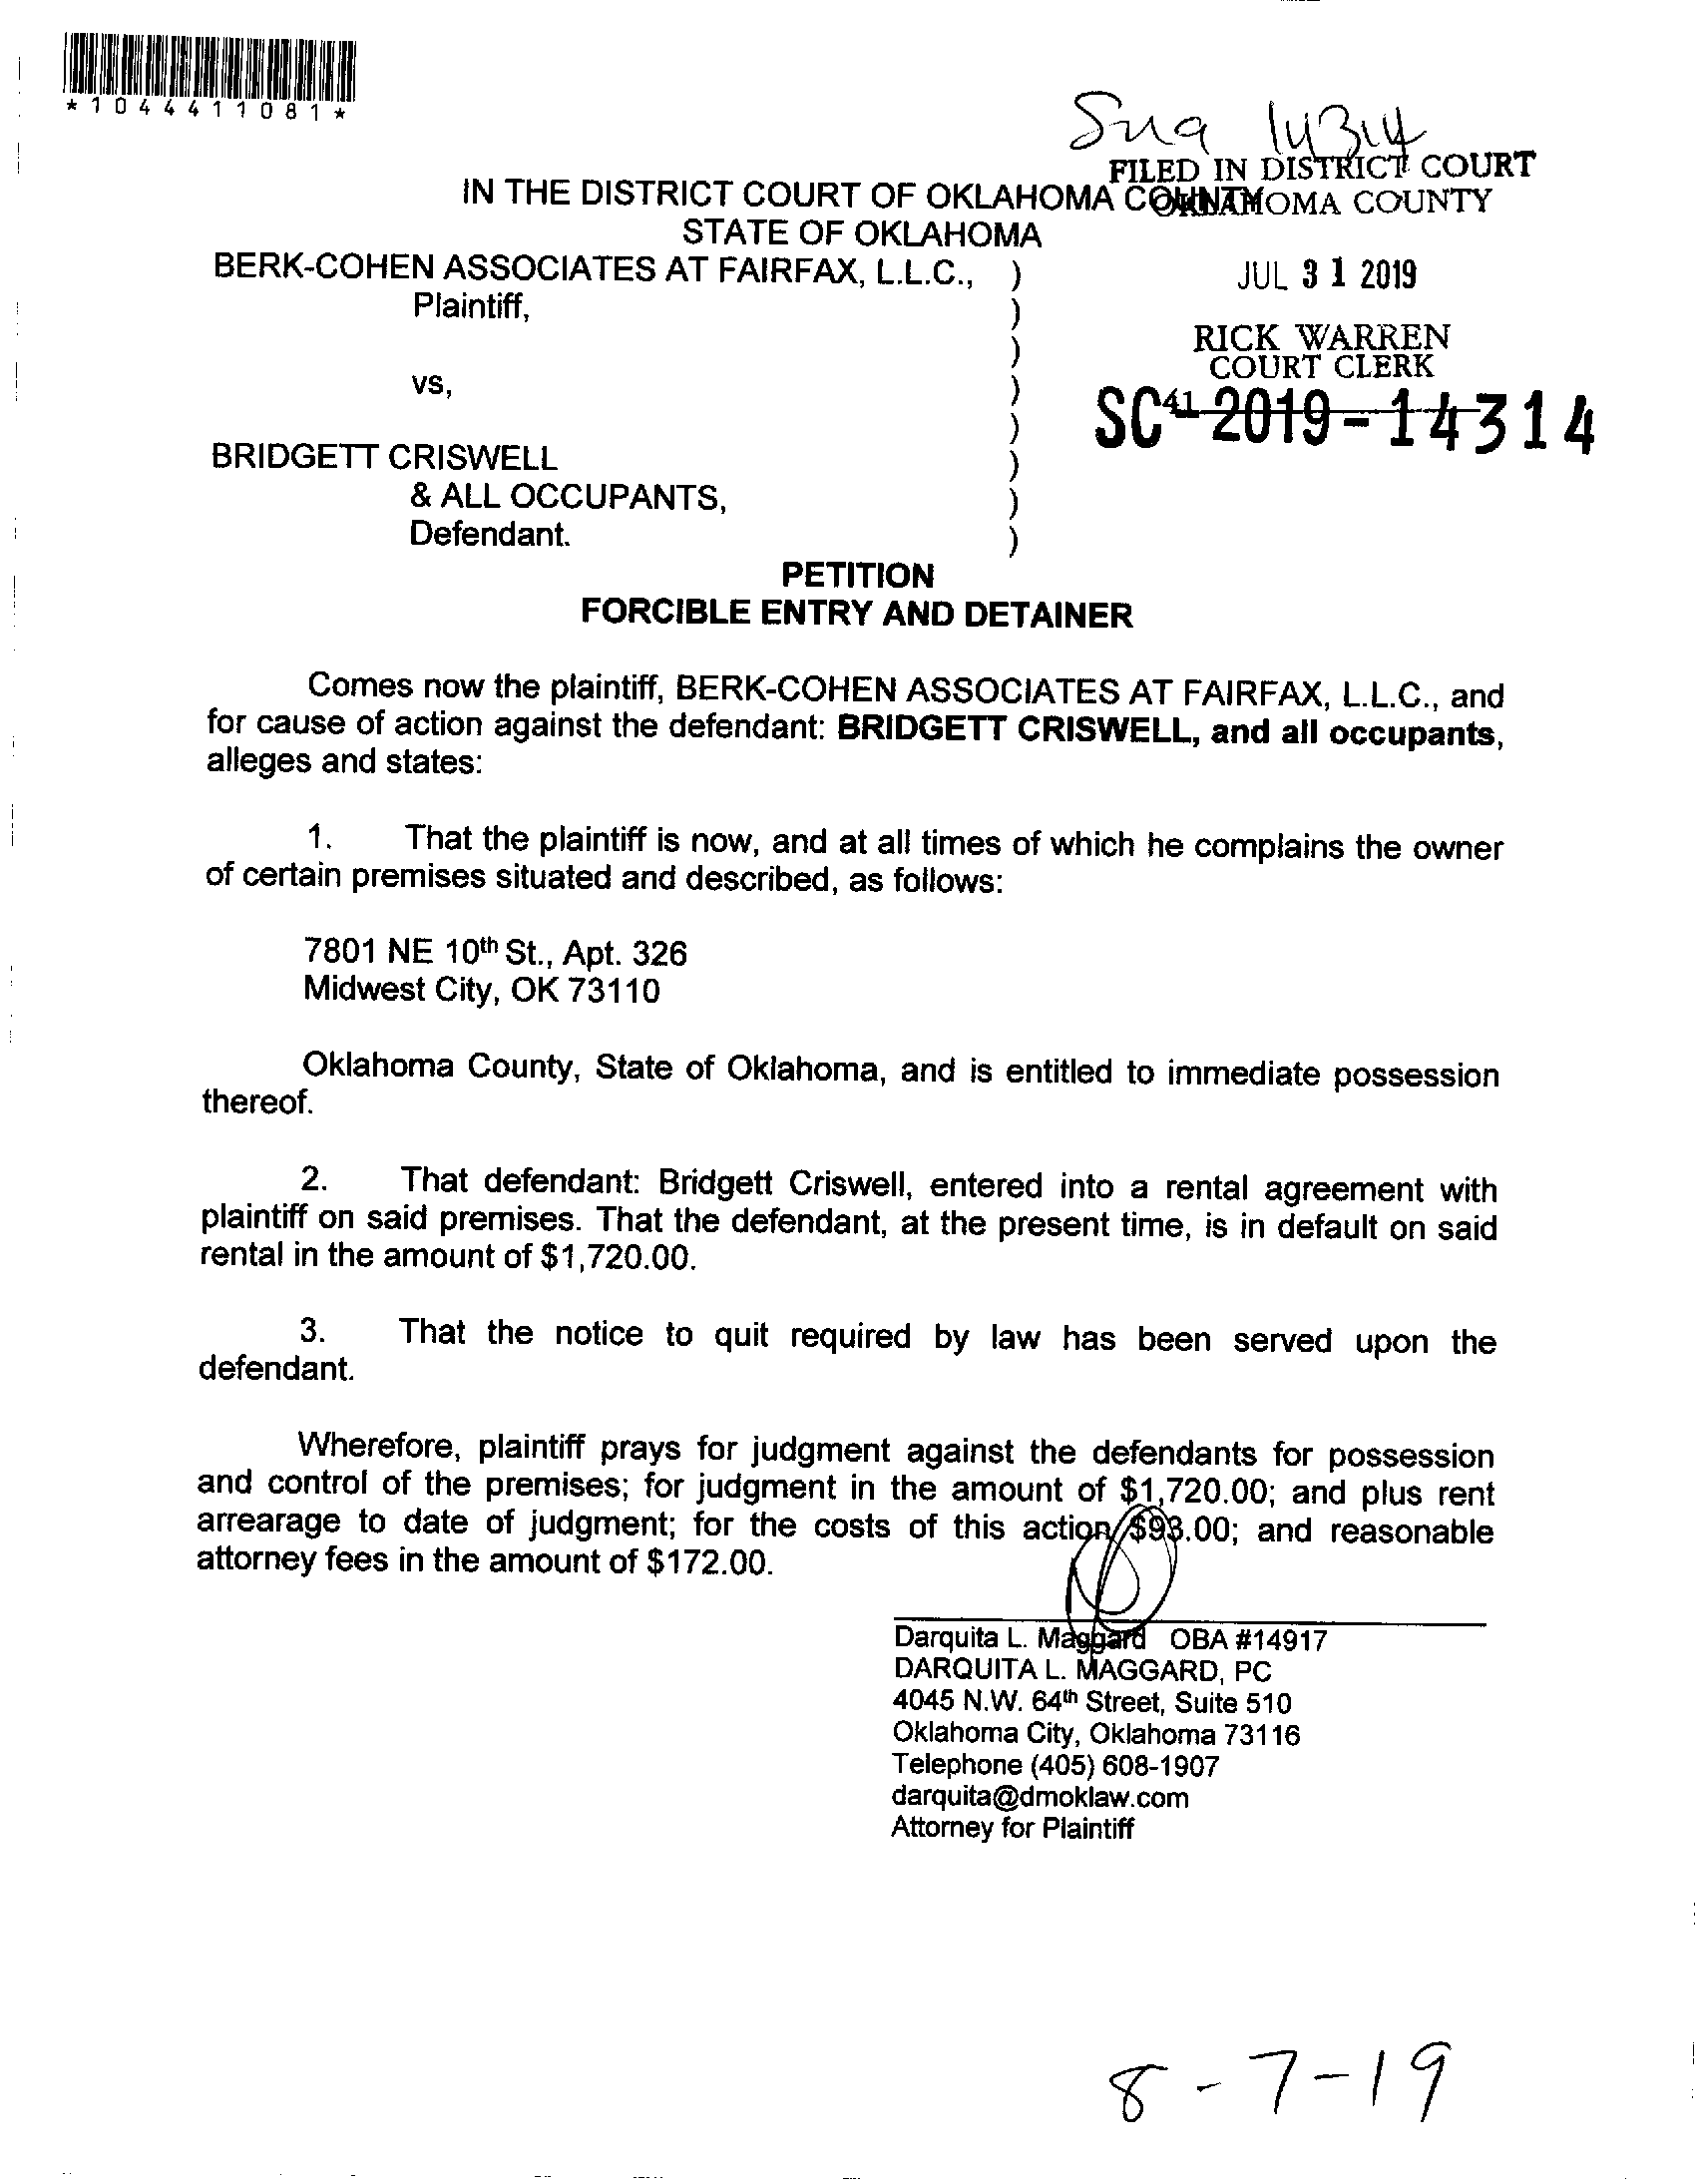 *1044411081*
14314
FILED IN DISTRICT COURT
OKLAHOMA COUNTY
IN THE DISTRICT COURT OF OKLAHOMA COUNTY
STATE OF OKLAHOMA
BERK-COHEN ASSOCIATES AT FAIRFAX, L.L.C., )
Plaintiff, )
)
vs, )
)
BRIDGETT CRISWELL )
& ALL OCCUPANTS, )
Defendant. )
JUL 31 2019
RICK WARREN
COURT CLERK
41
SC-2019-14314
PETITION
FORCIBLE ENTRY AND DETAINER
Comes now the plaintiff, BERK-COHEN ASSOCIATES AT FAIRFAX, L.L.C., and
for cause of action against the defendant: BRIDGETT CRISWELL, and all occupants,
alleges and states:
1. That the plaintiff is now, and at all times of which he complains the owner
of certain premises situated and described, as follows:
7801 NE 10th St., Apt. 326
Midwest City, OK 73110
Oklahoma County, State of Oklahoma, and is entitled to immediate possession
thereof.
2. That defendant: Bridgett Criswell, entered into a rental agreement with
plaintiff on said premises. That the defendant, at the present time, is in default on said
rental in the amount of $1,720.00.
3. That the notice to quit required by law has been served upon the
defendant.
Wherefore, plaintiff prays for judgment against the defendants for possession
and control of the premises; for judgment in the amount of $1,720.00; and plus rent
arrearage to date of judgment; for the costs of this action $93.00; and reasonable
attorney fees in the amount of $172.00.
Darquita L. Maggard OBA #14917
DARQUITA L. MAGGARD, PC
4045 N.W. 64th Street, Suite 510
Oklahoma City, Oklahoma 73116
Telephone (405) 608-1907
darquita@dmoklaw.com
Attorney for Plaintiff
8-7-19